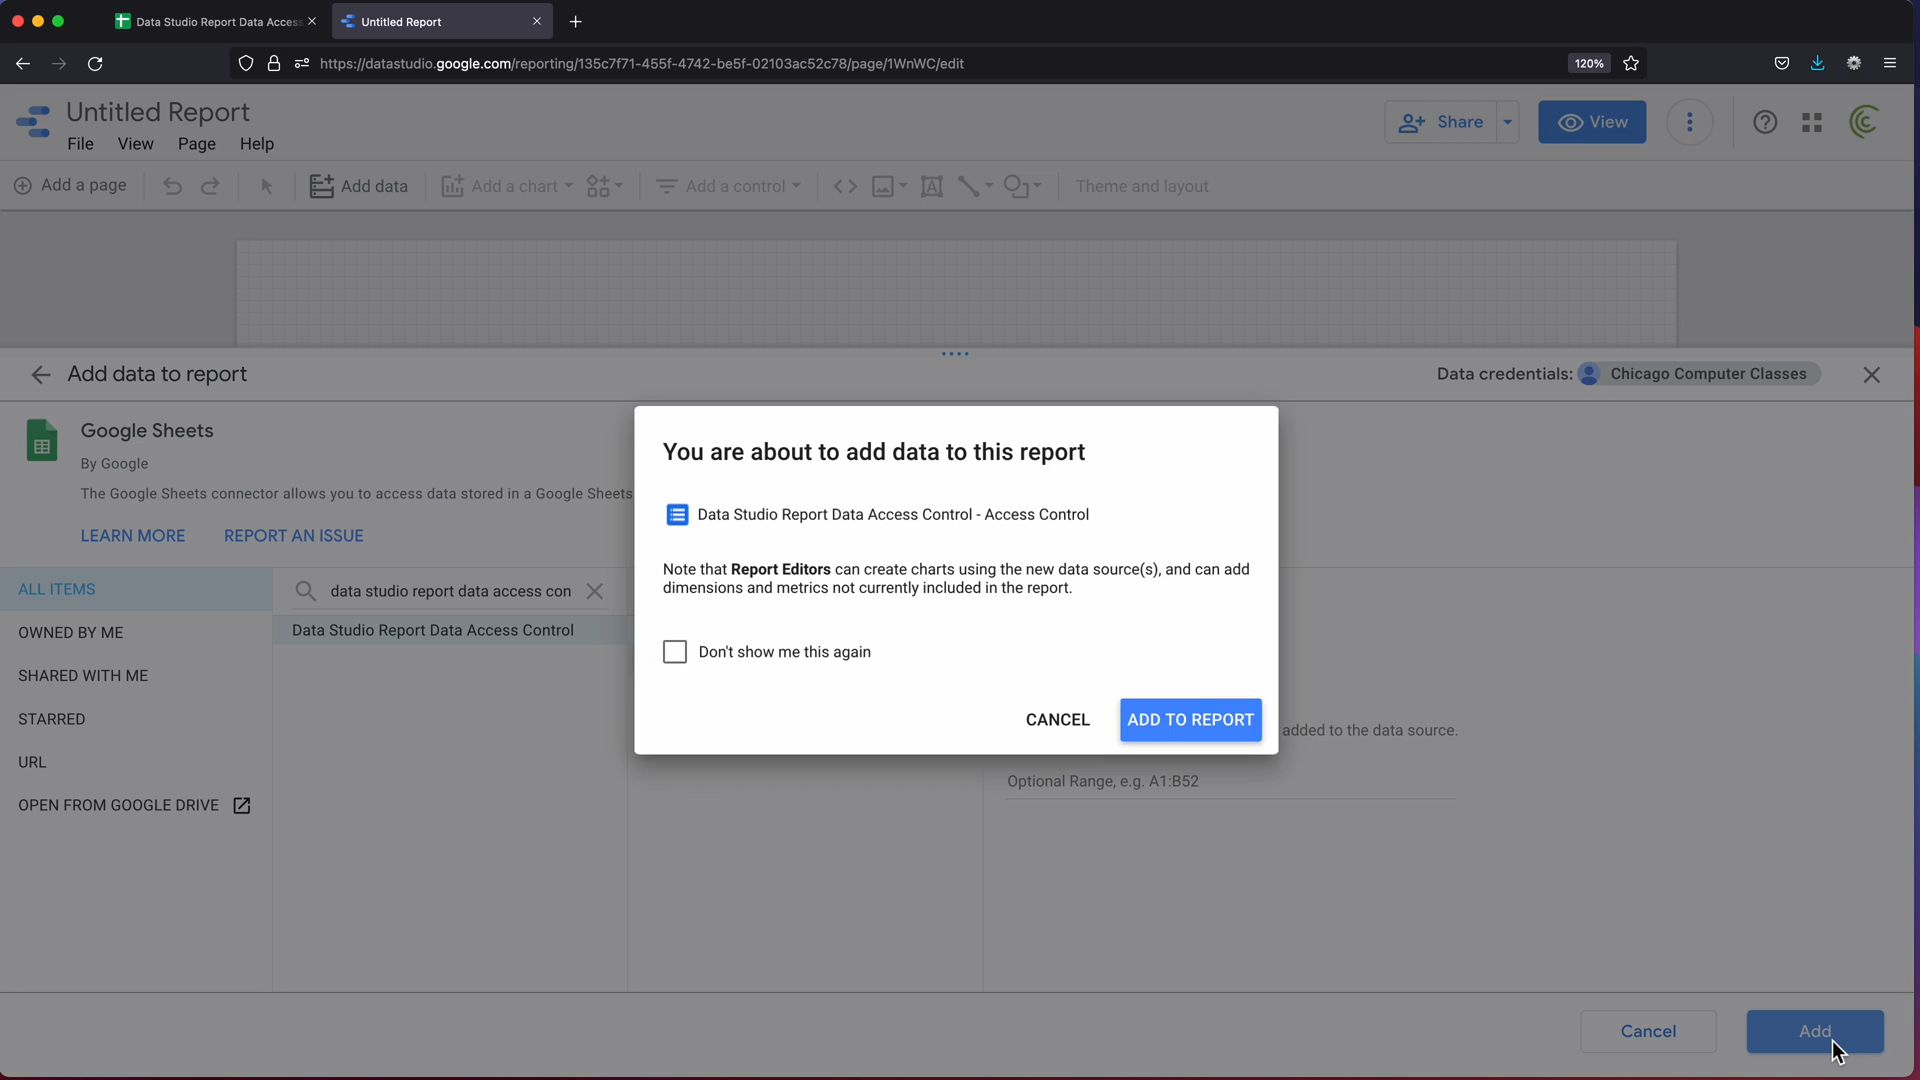 Data Studio Report Data Access
Untitled Report
https://datastudio.google.com/reporting/135c7f71-455f-4742-be5f-02103ac52c78/page/1WnWC/edit
120%
Untitled Report
File View Page Help
Share
View
Add a page
Add data
Add a chart
Add a control
Theme and layout
Add data to report
Data credentials: Chicago Computer Classes
Google Sheets
By Google
The Google Sheets connector allows you to access data stored in a Google Sheets
LEARN MORE REPORT AN ISSUE
You are about to add data to this report
Data Studio Report Data Access Control - Access Control
Note that Report Editors can create charts using the new data source(s), and can add
dimensions and metrics not currently included in the report.
Don't show me this again
CANCEL
ADD TO REPORT
ALL ITEMS
OWNED BY ME
SHARED WITH ME
STARRED
URL
OPEN FROM GOOGLE DRIVE
data studio report data access con
Data Studio Report Data Access Control
added to the data source.
Optional Range, e.g. A1:B52
Cancel
Add